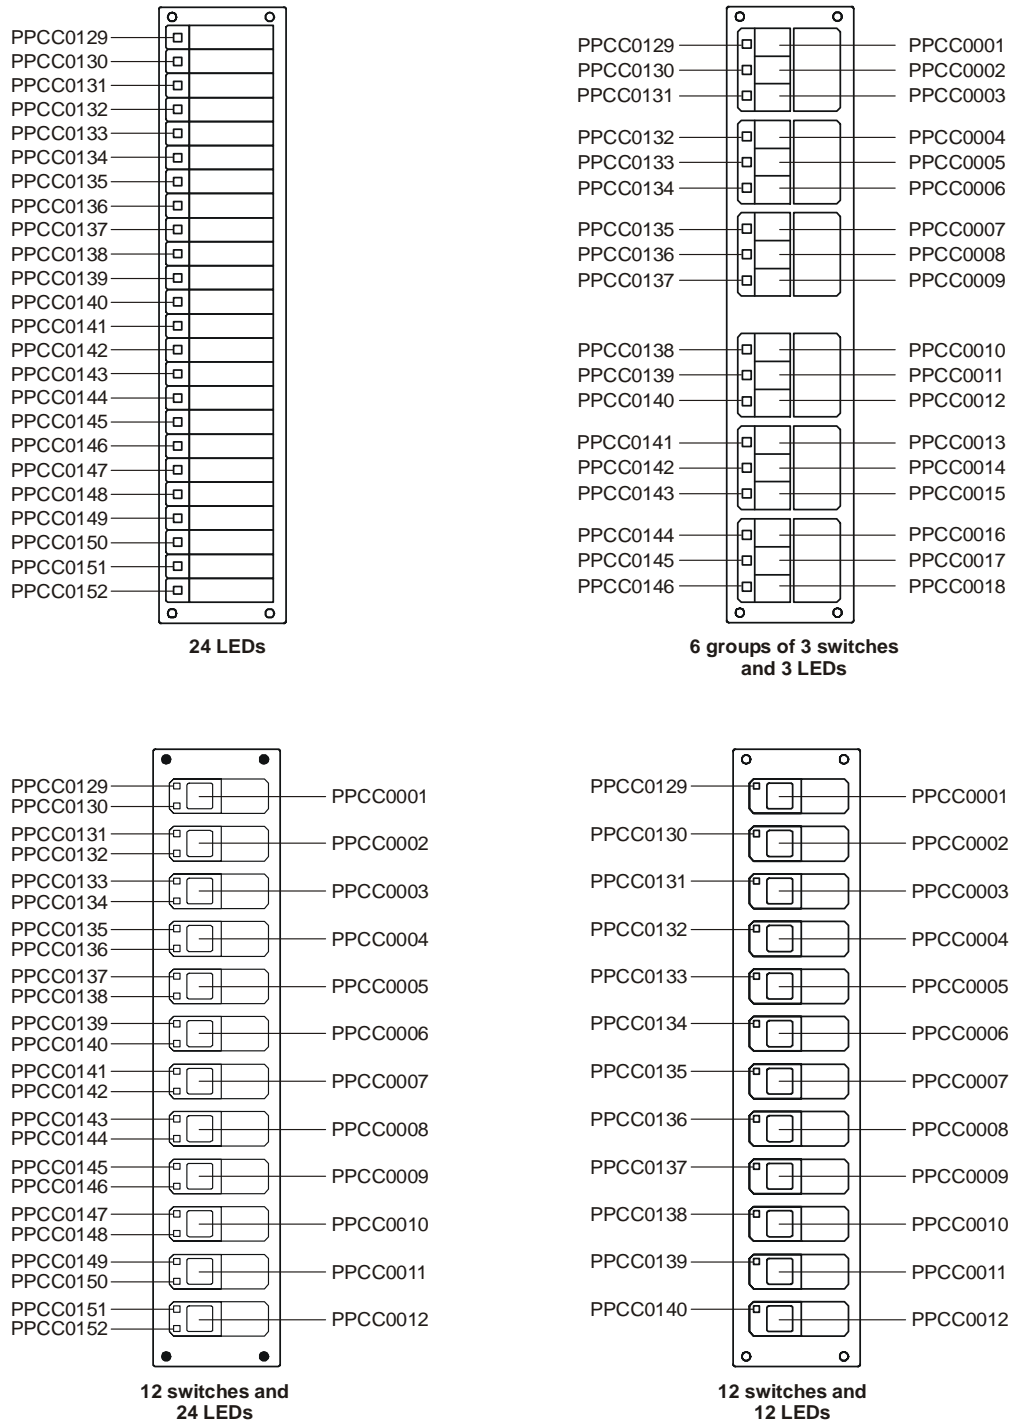 PPCC0129
PPCC0130
PPCC0131
PPCC0132
PPCC0133
PPCC0134
PPCC0135
PPCC0136
PPCC0137
PPCC0138
PPCC0139
PPCC0140
PPCC0141
PPCC0142
PPCC0143
PPCC0144
PPCC0145
PPCC0146
PPCC0147
PPCC0148
PPCC0149
PPCC0150
PPCC0151
PPCC0152
24 LEDs
PPCC0129 PPCC0001
PPCC0130 PPCC0002
PPCC0131 PPCC0003
PPCC0132 PPCC0004
PPCC0133 PPCC0005
PPCC0134 PPCC0006
PPCC0135 PPCC0007
PPCC0136 PPCC0008
PPCC0137 PPCC0009
PPCC0138 PPCC0010
PPCC0139 PPCC0011
PPCC0140 PPCC0012
PPCC0141 PPCC0013
PPCC0142 PPCC0014
PPCC0143 PPCC0015
PPCC0144 PPCC0016
PPCC0145 PPCC0017
PPCC0146 PPCC0018
6 groups of 3 switches
and 3 LEDs
PPCC0129
PPCC0130
PPCC0001
PPCC0131
PPCC0132
PPCC0002
PPCC0133
PPCC0134
PPCC0003
PPCC0135
PPCC0136
PPCC0004
PPCC0137
PPCC0138
PPCC0005
PPCC0139
PPCC0140
PPCC0006
PPCC0141
PPCC0142
PPCC0007
PPCC0143
PPCC0144
PPCC0008
PPCC0145
PPCC0146
PPCC0009
PPCC0147
PPCC0148
PPCC0010
PPCC0149
PPCC0150
PPCC0011
PPCC0151
PPCC0152
PPCC0012
12 switches and
24 LEDs
PPCC0129
PPCC0001
PPCC0130
PPCC0002
PPCC0131
PPCC0003
PPCC0132
PPCC0004
PPCC0133
PPCC0005
PPCC0134
PPCC0006
PPCC0135
PPCC0007
PPCC0136
PPCC0008
PPCC0137
PPCC0009
PPCC0138
PPCC0010
PPCC0139
PPCC0011
PPCC0140
PPCC0012
12 switches and
12 LEDs